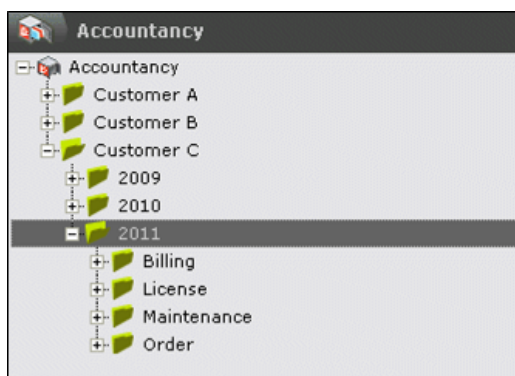 Accountancy
Accountancy
Customer A
Customer B
Customer C
2009
2010
2011
Billing
License
Maintenance
Order